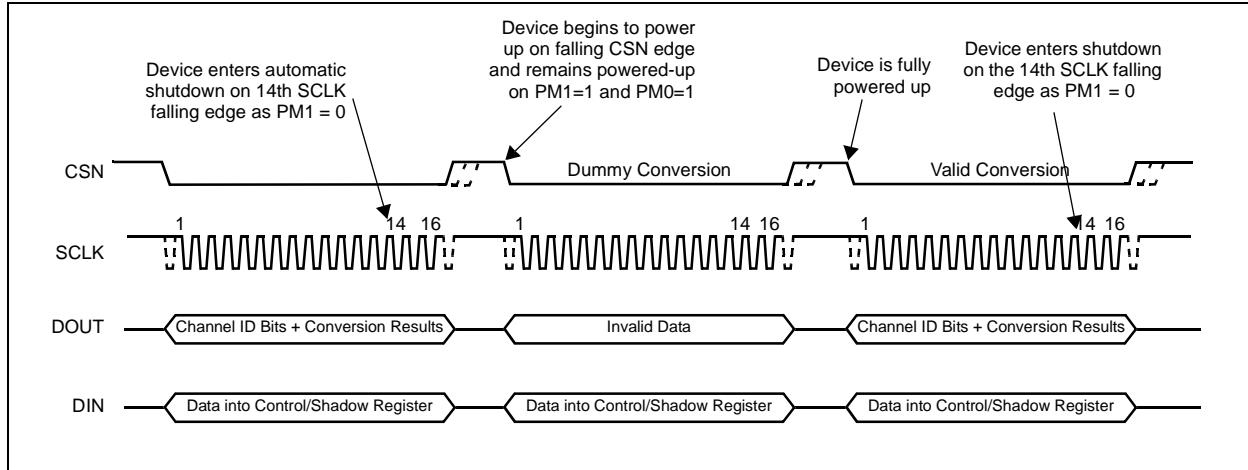 Device begins to power
up on falling CSN edge
and remains powered-up
on PM1=1 and PM0=1
Device enters automatic
shutdown on 14th SCLK
falling edge as PM1 = 0
Device is fully
powered up
Device enters shutdown
on the 14th SCLK falling
edge as PM1 = 0
CSN
Dummy Conversion
Valid Conversion
1
14
16
1
14
16
1
14
16
SCLK
DOUT
Channel ID Bits + Conversion Results
Invalid Data
Channel ID Bits + Conversion Results
DIN
Data into Control/Shadow Register
Data into Control/Shadow Register
Data into Control/Shadow Register